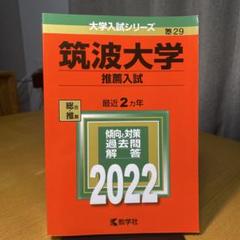 大学入試シリーズ
29
筑波大学
推薦入試
最近2ヵ年
総合
推薦
傾向と対策
過去問
解答
2022
教学社